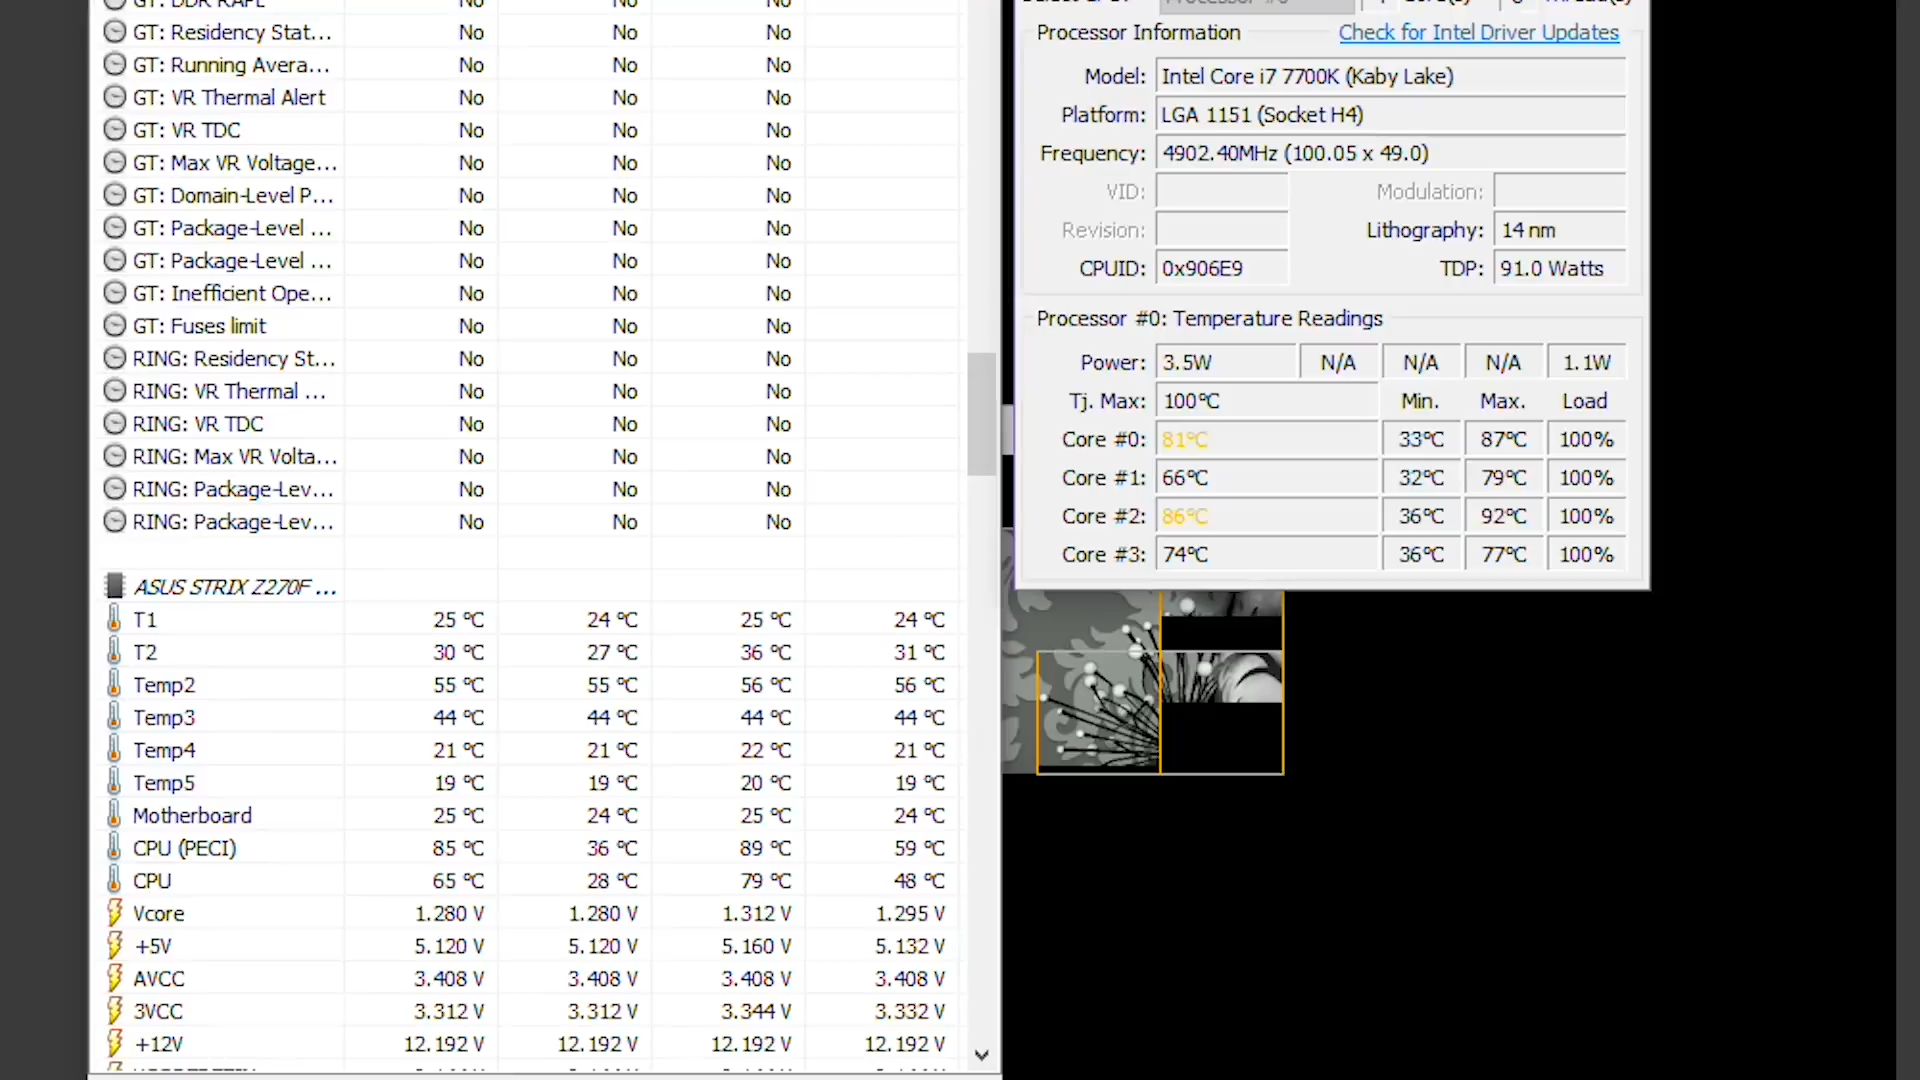 GT: Residency Stat... No No No
GT: Running Avera... No No No
GT: VR Thermal Alert No No No
GT: VR TDC No No No
GT: Max VR Voltage... No No No
GT: Domain-Level P... No No No
GT: Package-Level ... No No No
GT: Package-Level ... No No No
GT: Inefficient Ope... No No No
GT: Fuses limit No No No
RING: Residency St... No No No
RING: VR Thermal ... No No No
RING: VR TDC No No No
RING: Max VR Volta... No No No
RING: Package-Lev... No No No
RING: Package-Lev... No No No
ASUS STRIX Z270F ...
T1 25 °C 24 °C 25 °C 24 °C
T2 30 °C 27 °C 36 °C 31 °C
Temp2 55 °C 55 °C 56 °C 56 °C
Temp3 44 °C 44 °C 44 °C 44 °C
Temp4 21 °C 21 °C 22 °C 21 °C
Temp5 19 °C 19 °C 20 °C 19 °C
Motherboard 25 °C 24 °C 25 °C 24 °C
CPU (PECI) 85 °C 36 °C 89 °C 59 °C
CPU 65 °C 28 °C 79 °C 48 °C
Vcore 1.280 V 1.280 V 1.312 V 1.295 V
+5V 5.120 V 5.120 V 5.160 V 5.132 V
AVCC 3.408 V 3.408 V 3.408 V 3.408 V
3VCC 3.312 V 3.312 V 3.344 V 3.332 V
+12V 12.192 V 12.192 V 12.192 V 12.192 V
Processor Information Check for Intel Driver Updates
Model: Intel Core i7 7700K (Kaby Lake)
Platform: LGA 1151 (Socket H4)
Frequency: 4902.40MHz (100.05 x 49.0)
VID: Modulation:
Revision: Lithography: 14 nm
CPUID: 0x906E9 TDP: 91.0 Watts
Processor #0: Temperature Readings
Power: 3.5W N/A N/A N/A 1.1W
Tj. Max: 100°C Min. Max. Load
Core #0: 81°C 33°C 87°C 100%
Core #1: 66°C 32°C 79°C 100%
Core #2: 86°C 36°C 92°C 100%
Core #3: 74°C 36°C 77°C 100%